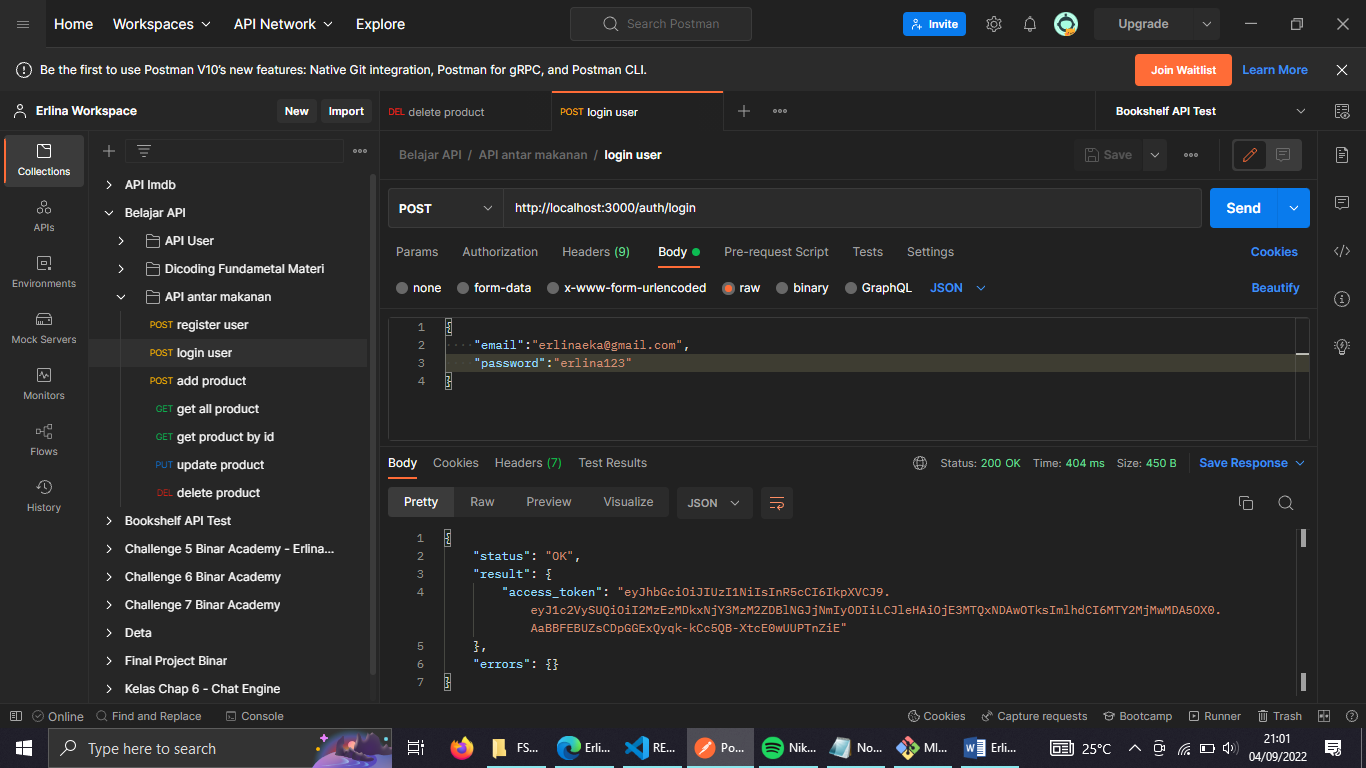 Home Workspaces API Network Explore Search Postman Invite Upgrade
Be the first to use Postman V10's new features: Native Git integration, Postman for gRPC, and Postman CLI. Join Waitlist Learn More
Erlina Workspace New Import
DEL delete product POST login user Bookshelf API Test
Collections
APIs
Environments
Mock Servers
Monitors
Flows
History
API Imdb
Belajar API
API User
Dicoding Fundametal Materi
API antar makanan
POST register user
POST login user
POST add product
GET get all product
GET get product by id
PUT update product
DEL delete product
Bookshelf API Test
Challenge 5 Binar Academy - Erlina...
Challenge 6 Binar Academy
Challenge 7 Binar Academy
Deta
Final Project Binar
Kelas Chap 6 - Chat Engine
Belajar API / API antar makanan / login user Save
POST http://localhost:3000/auth/login Send
Params Authorization Headers (9) Body Pre-request Script Tests Settings Cookies
none form-data x-www-form-urlencoded raw binary GraphQL JSON Beautify
1 {
2 "email":"erlinaeka@gmail.com",
3 "password":"erlina123"
4 }
Body Cookies Headers (7) Test Results Status: 200 OK Time: 404 ms Size: 450 B Save Response
Pretty Raw Preview Visualize JSON
1 {
2 "status": "OK",
3 "result": {
4 "access_token": "eyJhbGciOiJIUzI1NiIsInR5cCI6IkpXVCJ9.
eyJ1c2VySUQiOiI2MzEzMDkxNjY3MzM2ZDBlNGJjNmIyODIiLCJleHAiOjE3MTQxNDAwOTksImlhdCI6MTY2MjMwMDA5OX0.
AaBBFEBUZsCDpGGExQyqk-kCc5QB-XtcE0wUUPTnZiE"
5 },
6 "errors": {}
7 }
Online Find and Replace Console Cookies Capture requests Bootcamp Runner Trash
Type here to search FS... Erli... RE... Po... Nik... No... MI... Erli... 25°C 21:01
04/09/2022